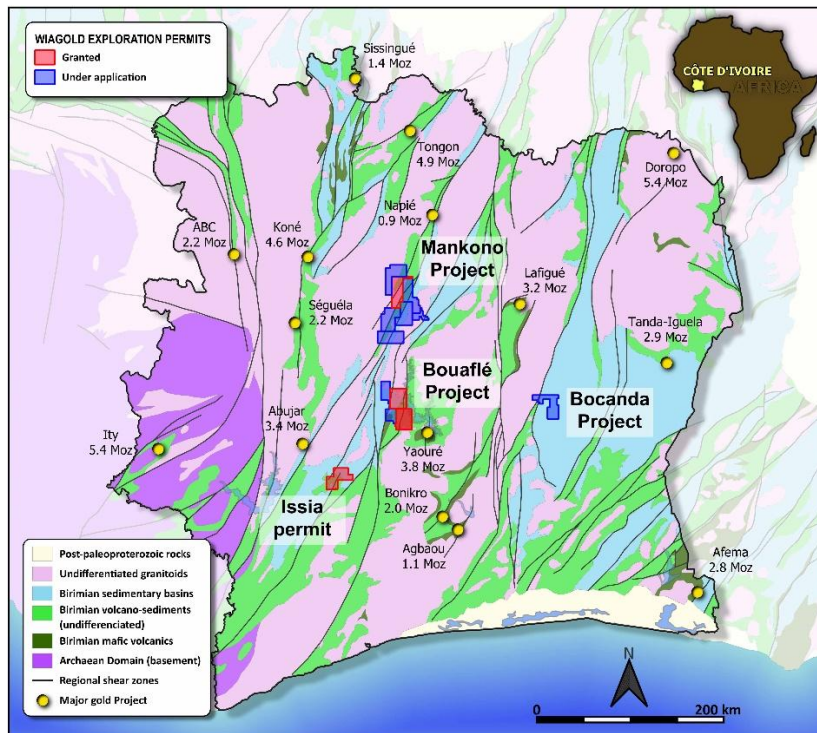 WIAGOLD EXPLORATION PERMITS
Granted
Under application
CÔTE D'IVOIRE
AFRICA
Sissingué
1.4 Moz
Tongon
4.9 Moz
Doropo
5.4 Moz
Napié
0.9 Moz
ABC
2.2 Moz
Koné
4.6 Moz
Mankono
Project
Lafigué
3.2 Moz
Séguéla
2.2 Moz
Tanda-Iguela
2.9 Moz
Bouaflé
Project
Bocanda
Project
Abujar
3.4 Moz
Ity
5.4 Moz
Yaouré
3.8 Moz
Issia
permit
Bonikro
2.0 Moz
Agbaou
1.1 Moz
Afema
2.8 Moz
Post-paleoproterozoic rocks
Undifferentiated granitoids
Birimian sedimentary basins
Birimian volcano-sediments
(undifferenciated)
Birimian mafic volcanics
Archaean Domain (basement)
Regional shear zones
Major gold Project
N
0
200 km